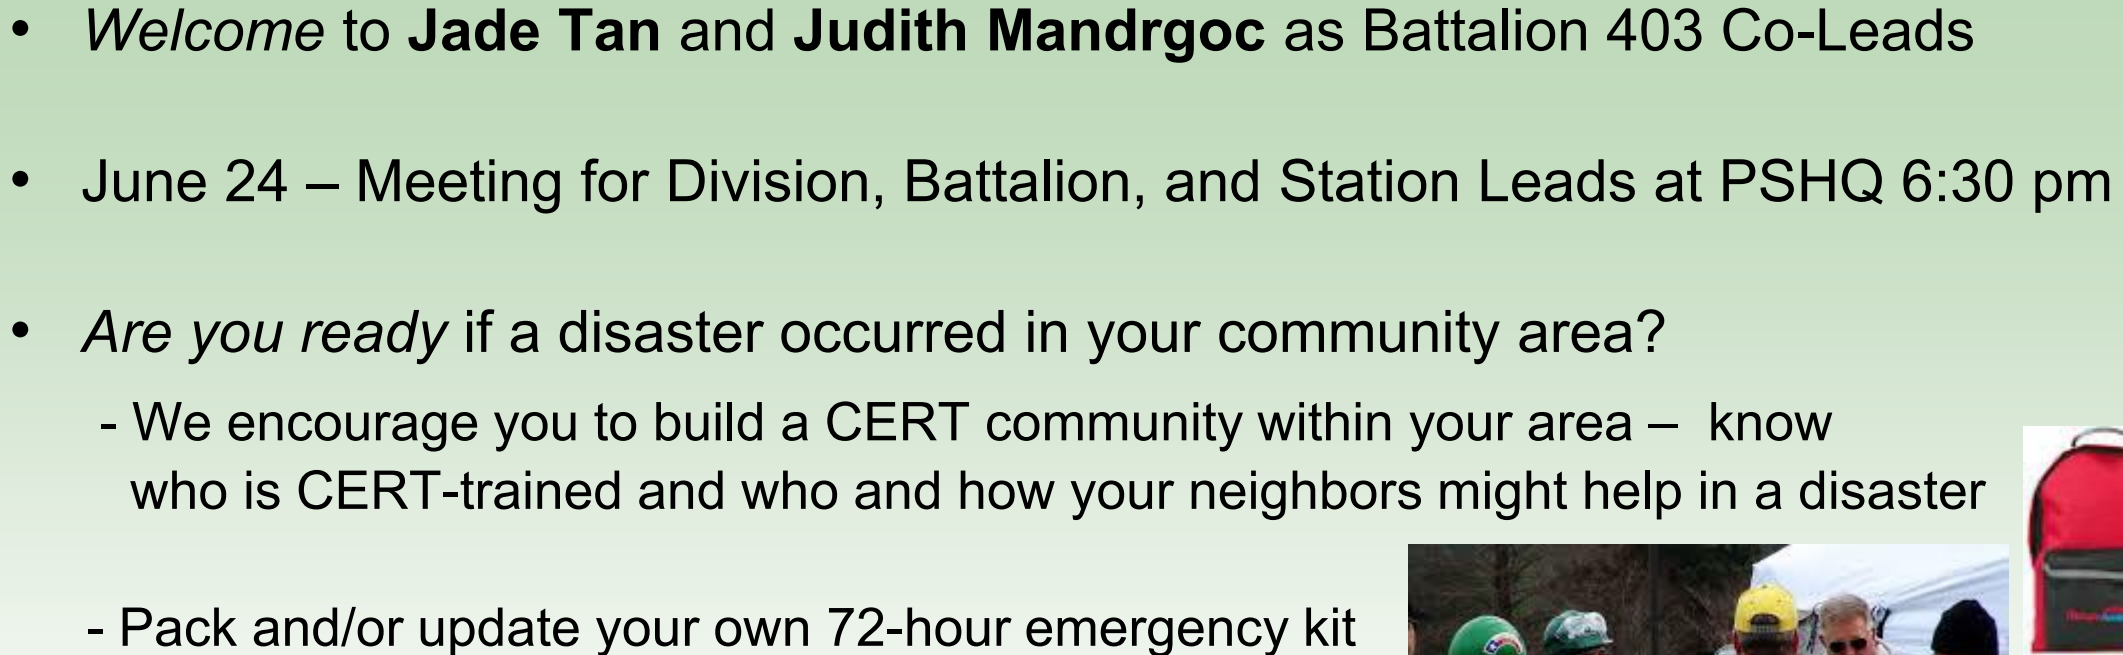 • Welcome to Jade Tan and Judith Mandrgoc as Battalion 403 Co-Leads
• June 24 – Meeting for Division, Battalion, and Station Leads at PSHQ 6:30 pm
• Are you ready if a disaster occurred in your community area?
- We encourage you to build a CERT community within your area – know
who is CERT-trained and who and how your neighbors might help in a disaster
- Pack and/or update your own 72-hour emergency kit